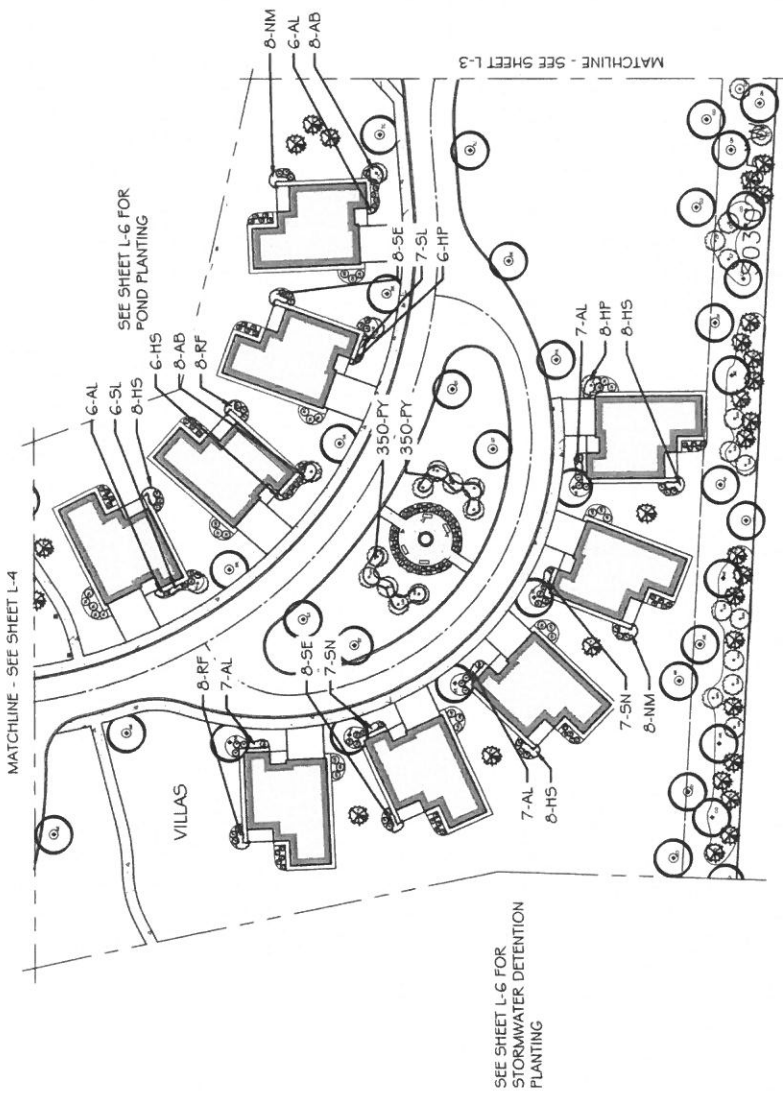 MATCHLINE - SEE SHEET L-4
8-NM
6-AL
8-AB
MATCHLINE - SEE SHEET L-3
SEE SHEET L-6 FOR
POND PLANTING
6-AL
6-SL
8-HS
6-HS
8-AB
8-RF
8-SE
7-SL
6-HP
350-PY
350-PY
7-AL
8-HP
8-HS
8-RF
7-AL
8-SE
7-SN
VILLAS
7-AL
8-HS
7-SN
8-NM
SEE SHEET L-6 FOR
STORMWATER DETENTION
PLANTING